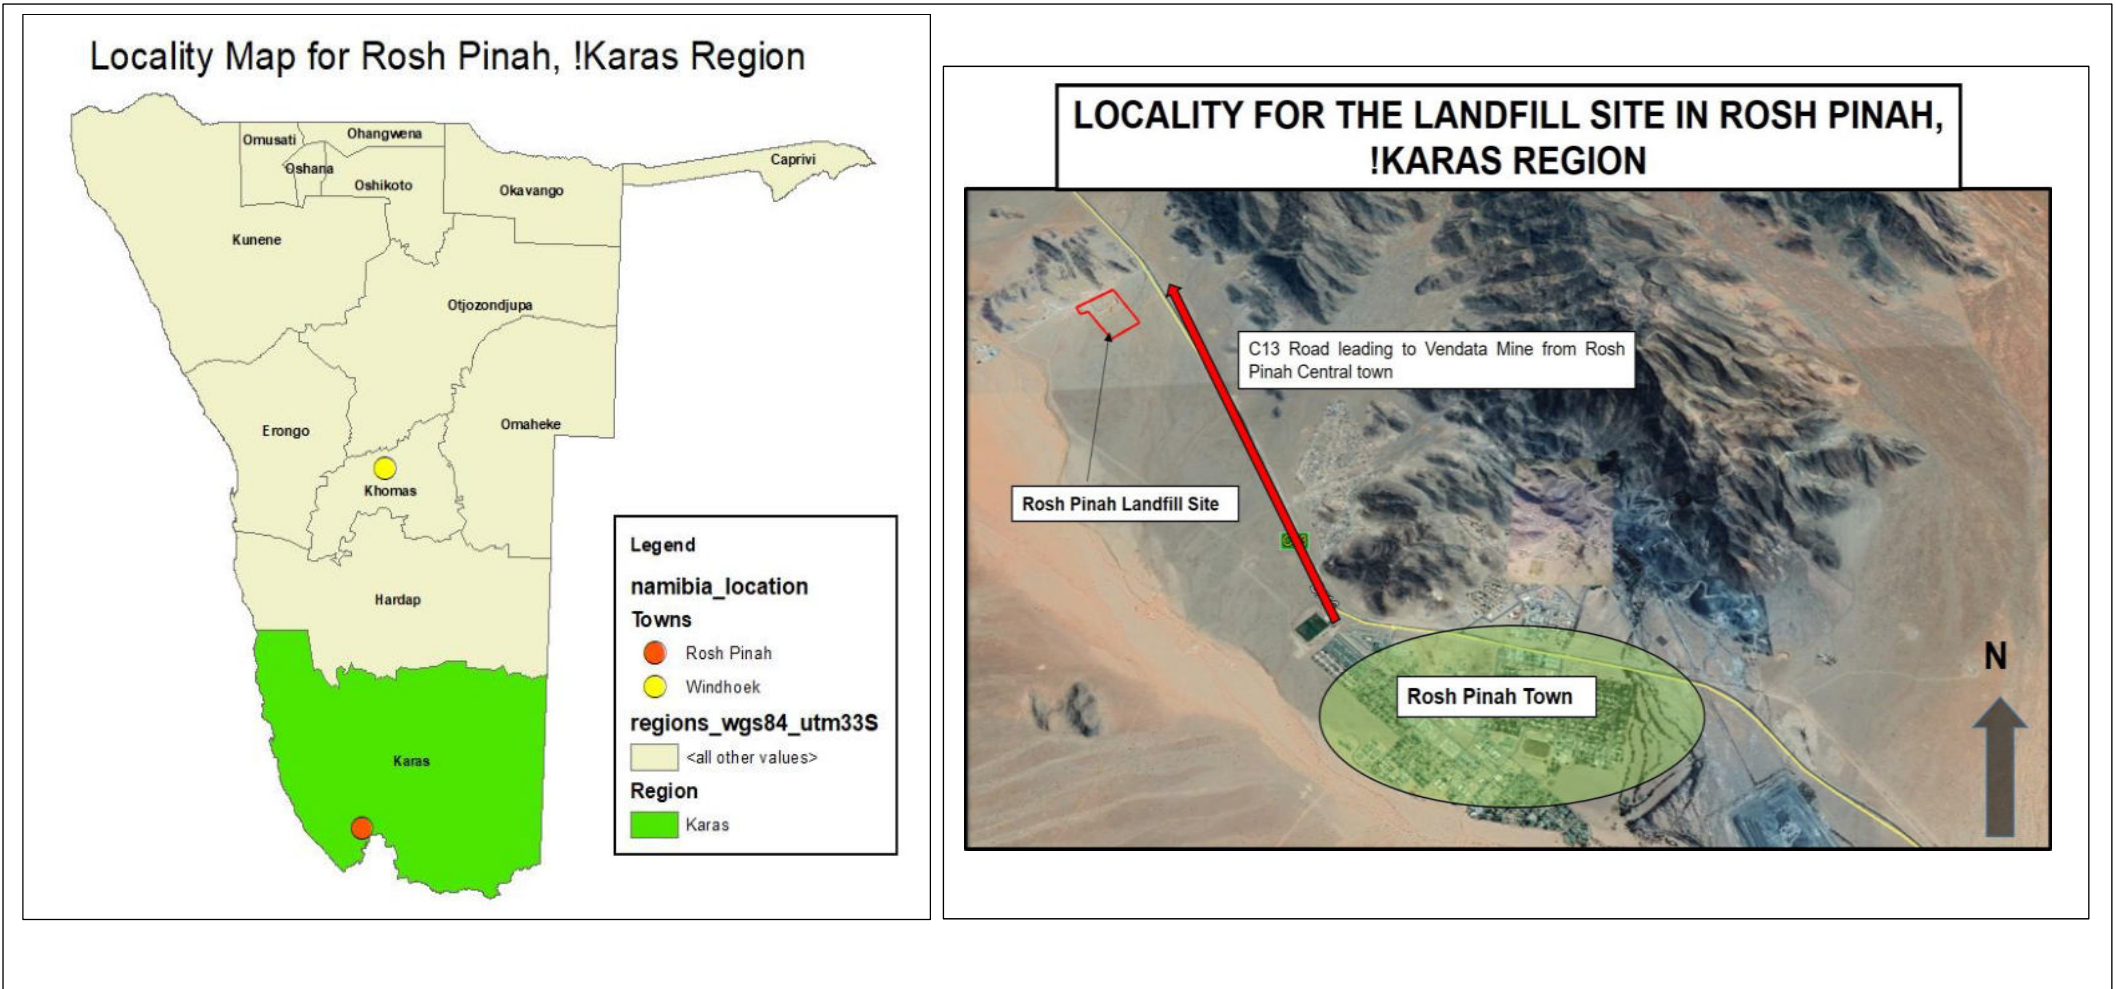 Locality Map for Rosh Pinah, !Karas Region
Omusati
Ohangwena
Oshana
Oshikoto
Okavango
Caprivi
Kunene
Otjozondjupa
Erongo
Omaheke
Khomas
Hardap
Karas
Legend
namibia_location
Towns
Rosh Pinah
Windhoek
regions_wgs84_utm33S
<all other values>
Region
Karas
LOCALITY FOR THE LANDFILL SITE IN ROSH PINAH,
!KARAS REGION
C13 Road leading to Vendata Mine from Rosh
Pinah Central town
Rosh Pinah Landfill Site
Rosh Pinah Town
N